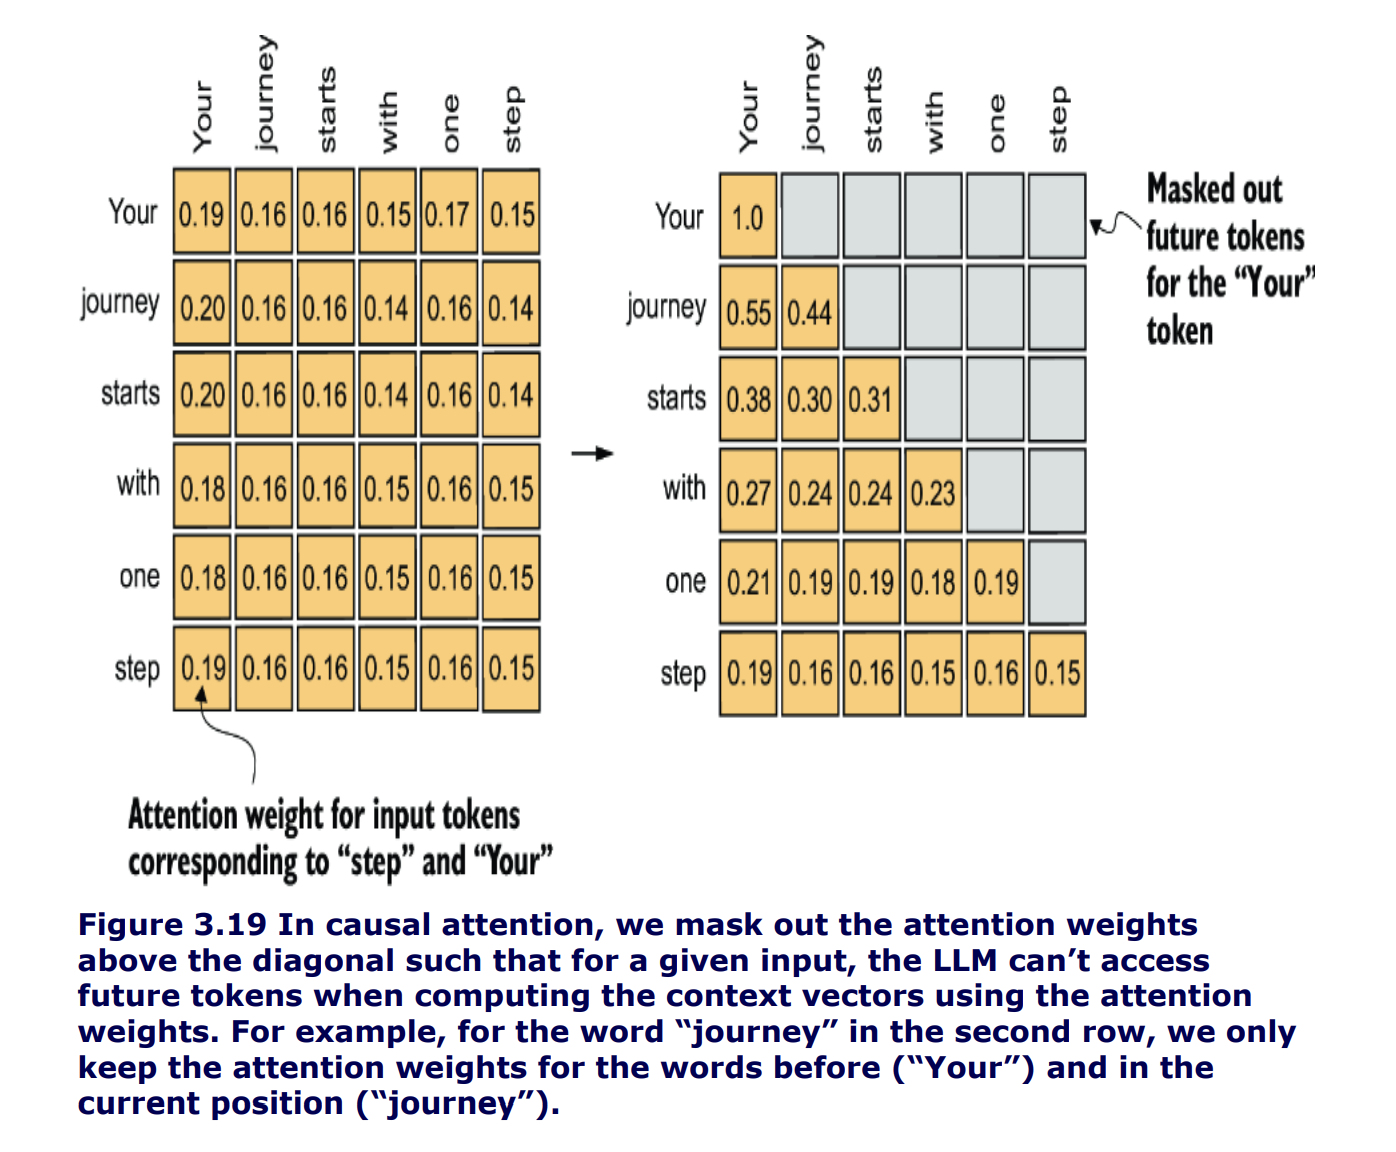 Your journey starts with one step
Your 0.19 0.16 0.16 0.15 0.17 0.15
journey 0.20 0.16 0.16 0.14 0.16 0.14
starts 0.20 0.16 0.16 0.14 0.16 0.14
with 0.18 0.16 0.16 0.15 0.16 0.15
one 0.18 0.16 0.16 0.15 0.16 0.15
step 0.19 0.16 0.16 0.15 0.16 0.15
Attention weight for input tokens
corresponding to “step” and “Your”
Your journey starts with one step
Your 1.0
journey 0.55 0.44
starts 0.38 0.30 0.31
with 0.27 0.24 0.24 0.23
one 0.21 0.19 0.19 0.18 0.19
step 0.19 0.16 0.16 0.15 0.16 0.15
Masked out
future tokens
for the “Your”
token
Figure 3.19 In causal attention, we mask out the attention weights
above the diagonal such that for a given input, the LLM can’t access
future tokens when computing the context vectors using the attention
weights. For example, for the word “journey” in the second row, we only
keep the attention weights for the words before (“Your”) and in the
current position (“journey”).